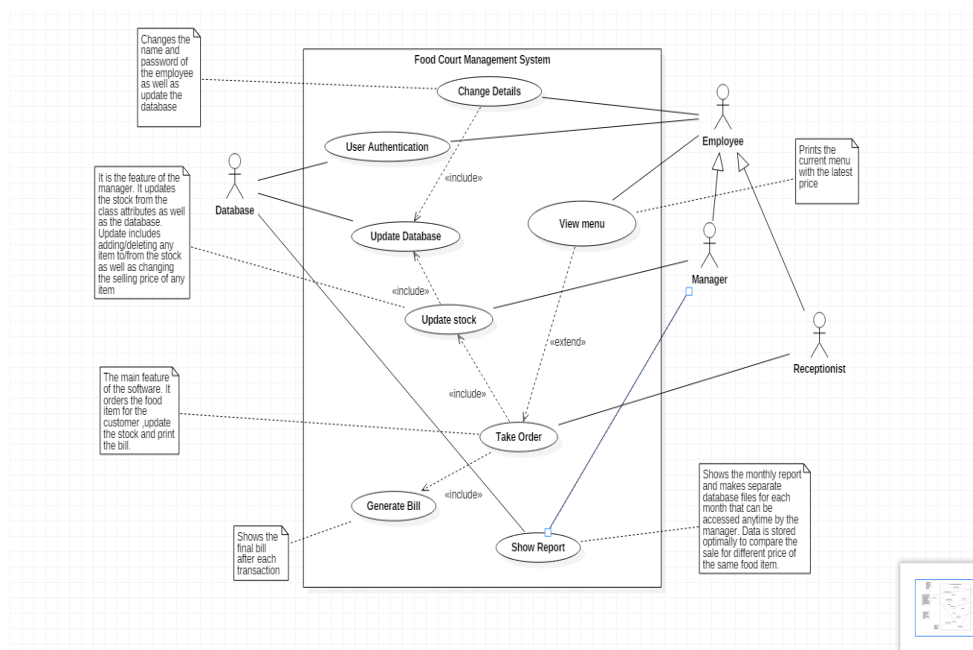 Changes the
name and
password of
the employee
as well as
update the
database
Food Court Management System
Change Details
Employee
User Authentication
Prints the
current menu
with the latest
price
It is the feature of the
manager. It updates
the stock from the
class attributes as well
as the database.
Update includes
adding/deleting any
item to/from the stock
as well as changing
the selling price of any
item
«include»
Database
View menu
Update Database
Manager
«include»
Update stock
«extend»
Receptionist
The main feature
of the software. It
orders the food
item for the
customer ,update
the stock and print
the bill.
«include»
Take Order
Shows the monthly report
and makes separate
database files for each
month that can be
accessed anytime by the
manager. Data is stored
optimally to compare the
sale for different price of
the same food item.
«include»
Generate Bill
Shows the
final bill
after each
transaction
Show Report